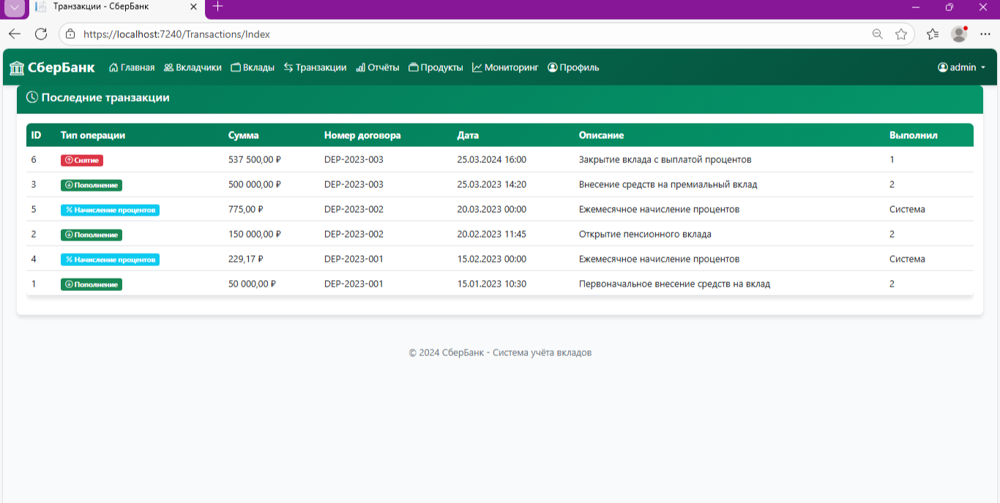 Транзакции - СберБанк
https://localhost:7240/Transactions/Index
СберБанк Главная Вкладчики Вклады Транзакции Отчёты Продукты Мониторинг Профиль admin
Последние транзакции
ID Тип операции Сумма Номер договора Дата Описание Выполнил
6 Снятие 537 500,00 ₽ DEP-2023-003 25.03.2024 16:00 Закрытие вклада с выплатой процентов 1
3 Пополнение 500 000,00 ₽ DEP-2023-003 25.03.2023 14:20 Внесение средств на премиальный вклад 2
5 % Начисление процентов 775,00 ₽ DEP-2023-002 20.03.2023 00:00 Ежемесячное начисление процентов Система
2 Пополнение 150 000,00 ₽ DEP-2023-002 20.02.2023 11:45 Открытие пенсионного вклада 2
4 % Начисление процентов 229,17 ₽ DEP-2023-001 15.02.2023 00:00 Ежемесячное начисление процентов Система
1 Пополнение 50 000,00 ₽ DEP-2023-001 15.01.2023 10:30 Первоначальное внесение средств на вклад 2
© 2024 СберБанк - Система учёта вкладов